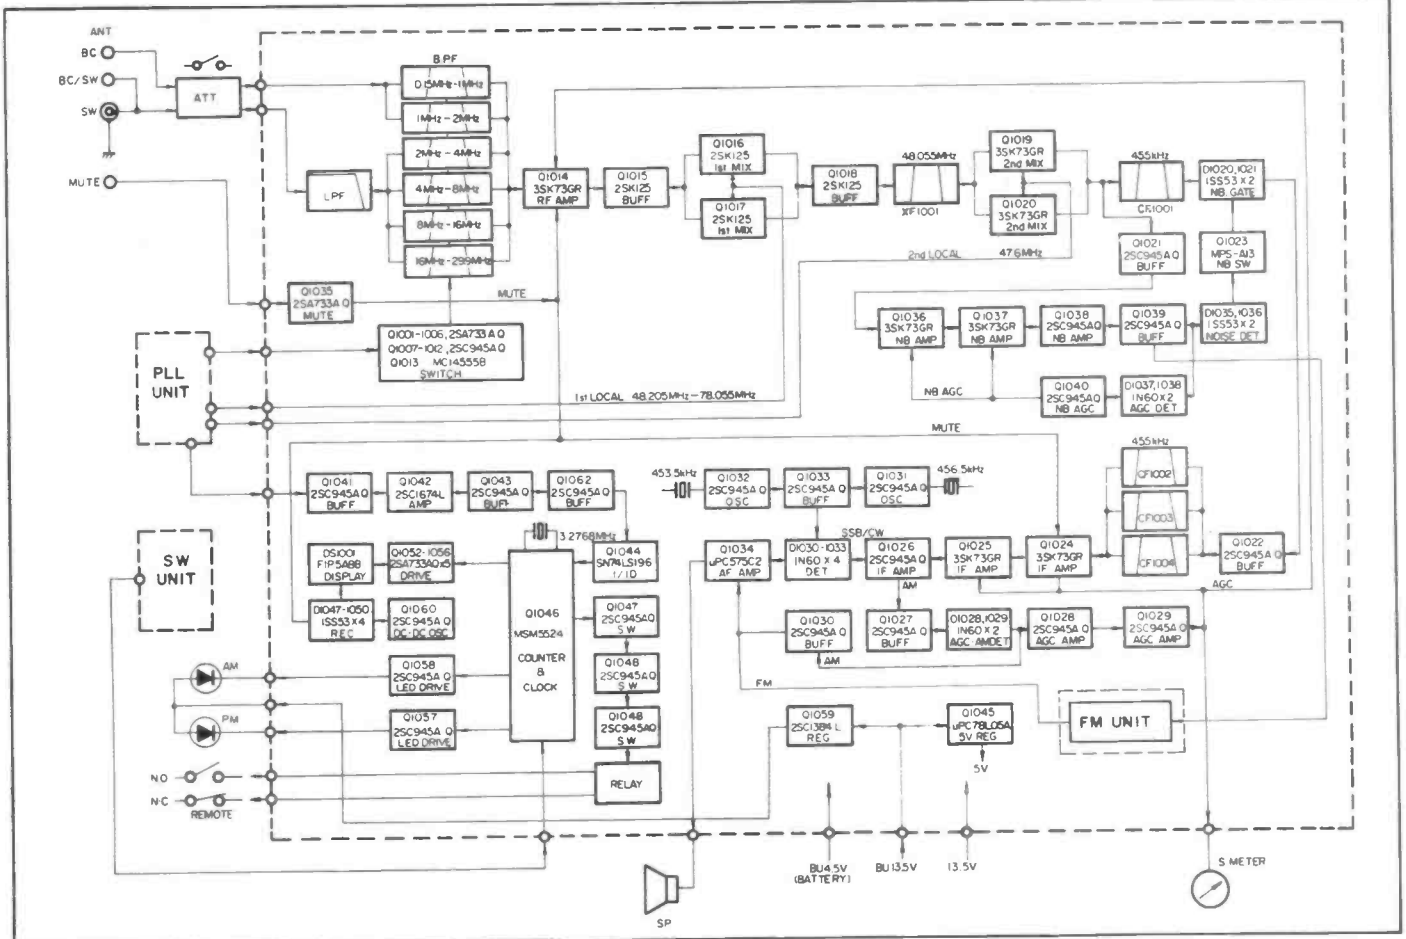 ANT
BC
BC/SW
SW
MUTE
ATT
B.PF
0.15MHz-1MHz
1MHz-2MHz
2MHz-4MHz
4MHz-8MHz
8MHz-16MHz
16MHz-29.9MHz
LPF
Q1014
3SK73GR
RF AMP
Q1015
2SK125
BUFF
Q1016
2SK125
1st MIX
Q1017
2SK125
1st MIX
Q1018
2SK125
BUFF
48.055MHz
XF1001
Q1019
3SK73GR
2nd MIX
Q1020
3SK73GR
2nd MIX
455kHz
CF1001
D1020,1021
1SS53 X 2
NB. GATE
2nd LOCAL 47.6MHz
Q1021
2SC945A Q
BUFF
Q1023
MPS-A13
NB SW
Q1035
2SA733A Q
MUTE
MUTE
Q1036
3SK73GR
NB AMP
Q1037
3SK73GR
NB AMP
Q1038
2SC945AQ
NB AMP
Q1039
2SC945A Q
BUFF
D1035,1036
1SS53 X 2
NOISE DET
PLL
UNIT
Q1001-1006,2SA733A Q
Q1007-1012,2SC945A Q
Q1013 MC14555B
SWITCH
1st LOCAL 48.205MHz-78.055MHz
NB AGC
Q1040
2SC945AQ
NB AGC
D1037,1038
1N60 X 2
AGC DET
MUTE
Q1041
2SC945A Q
BUFF
Q1042
2SC1674L
AMP
Q1043
2SC945A Q
BUFF
Q1062
2SC945A Q
BUFF
453.5kHz
Q1032
2SC945A Q
OSC
Q1033
2SC945A Q
BUFF
Q1031
2SC945A Q
OSC
456.5kHz
455kHz
CF1002
CF1003
CF1004
3.2768MHz
SW
UNIT
DS1001
F1P5A8B
DISPLAY
Q1052-1056
2SA733AQx5
DRIVE
Q1044
SN74LS196
1/10
SSB/CW
Q1034
uPC575C2
AF AMP
D1030-1033
IN60 X 4
DET
Q1026
2SC945A Q
IF AMP
Q1025
3SK73GR
IF AMP
Q1024
3SK73GR
IF AMP
Q1022
2SC945A Q
BUFF
AM
AGC
D1047-1050
1SS53 X 4
REC
Q1060
2SC945A Q
DC-DC OSC
Q1046
MSM5524
COUNTER
&
CLOCK
Q1047
2SC945A Q
S W
Q1030
2SC945A Q
BUFF
Q1027
2SC945A Q
BUFF
D1028,1029
IN60 X 2
AGC-AMDET
Q1028
2SC945A Q
AGC AMP
Q1029
2SC945A Q
AGC AMP
AM
AM
Q1058
2SC945A Q
LED DRIVE
Q1048
2SC945AQ
S W
FM
PM
Q1057
2SC945A Q
LED DRIVE
Q1048
2SC945AQ
S W
Q1059
2SC1384 L
REG
Q1045
uPC78L05A
5V REG
5V
FM UNIT
N·O
N·C
REMOTE
RELAY
BU4.5V
(BATTERY)
BU13.5V
13.5V
S METER
SP